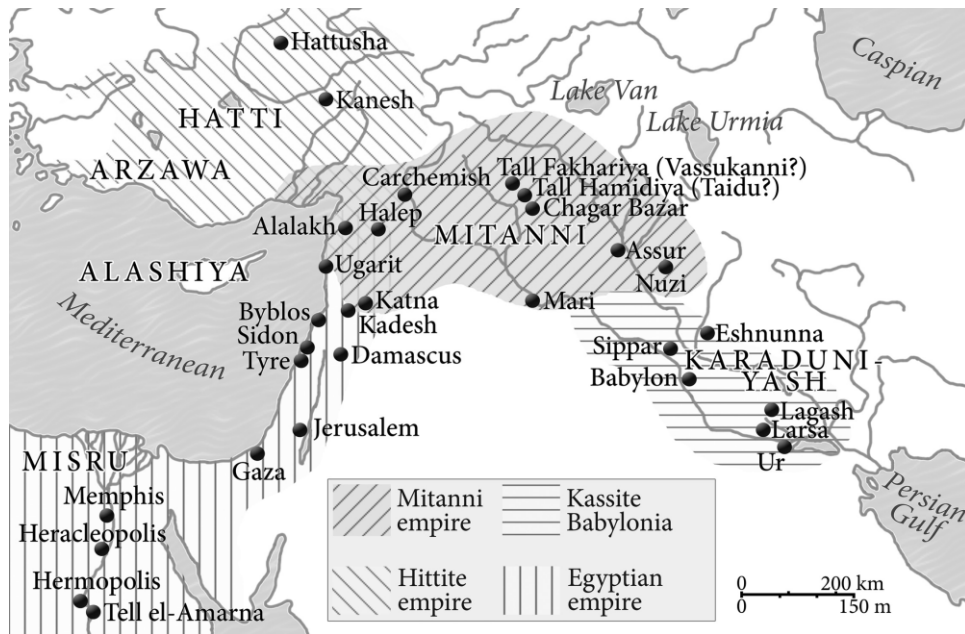 Hattusha
Caspian
Kanesh
Lake Van
HATTI
Lake Urmia
ARZAWA
Tall Fakhariya (Vassukanni?)
Carchemish
Tall Hamidiya (Taidu?)
Chagar Bazar
Halep
Alalakh
MITANNI
Assur
ALASHIYA
Ugarit
Nuzi
Mediterranean
Katna
Mari
Byblos
Kadesh
Sidon
Eshnunna
Tyre
Damascus
Sippar
KARADUNI-
YASH
Babylon
Lagash
Jerusalem
Larsa
MISRU
Gaza
Ur
Memphis
Persian
Gulf
Heracleopolis
Hermopolis
Tell el-Amarna
Mitanni
empire
Kassite
Babylonia
Hittite
empire
Egyptian
empire
0 200 km
0 150 m